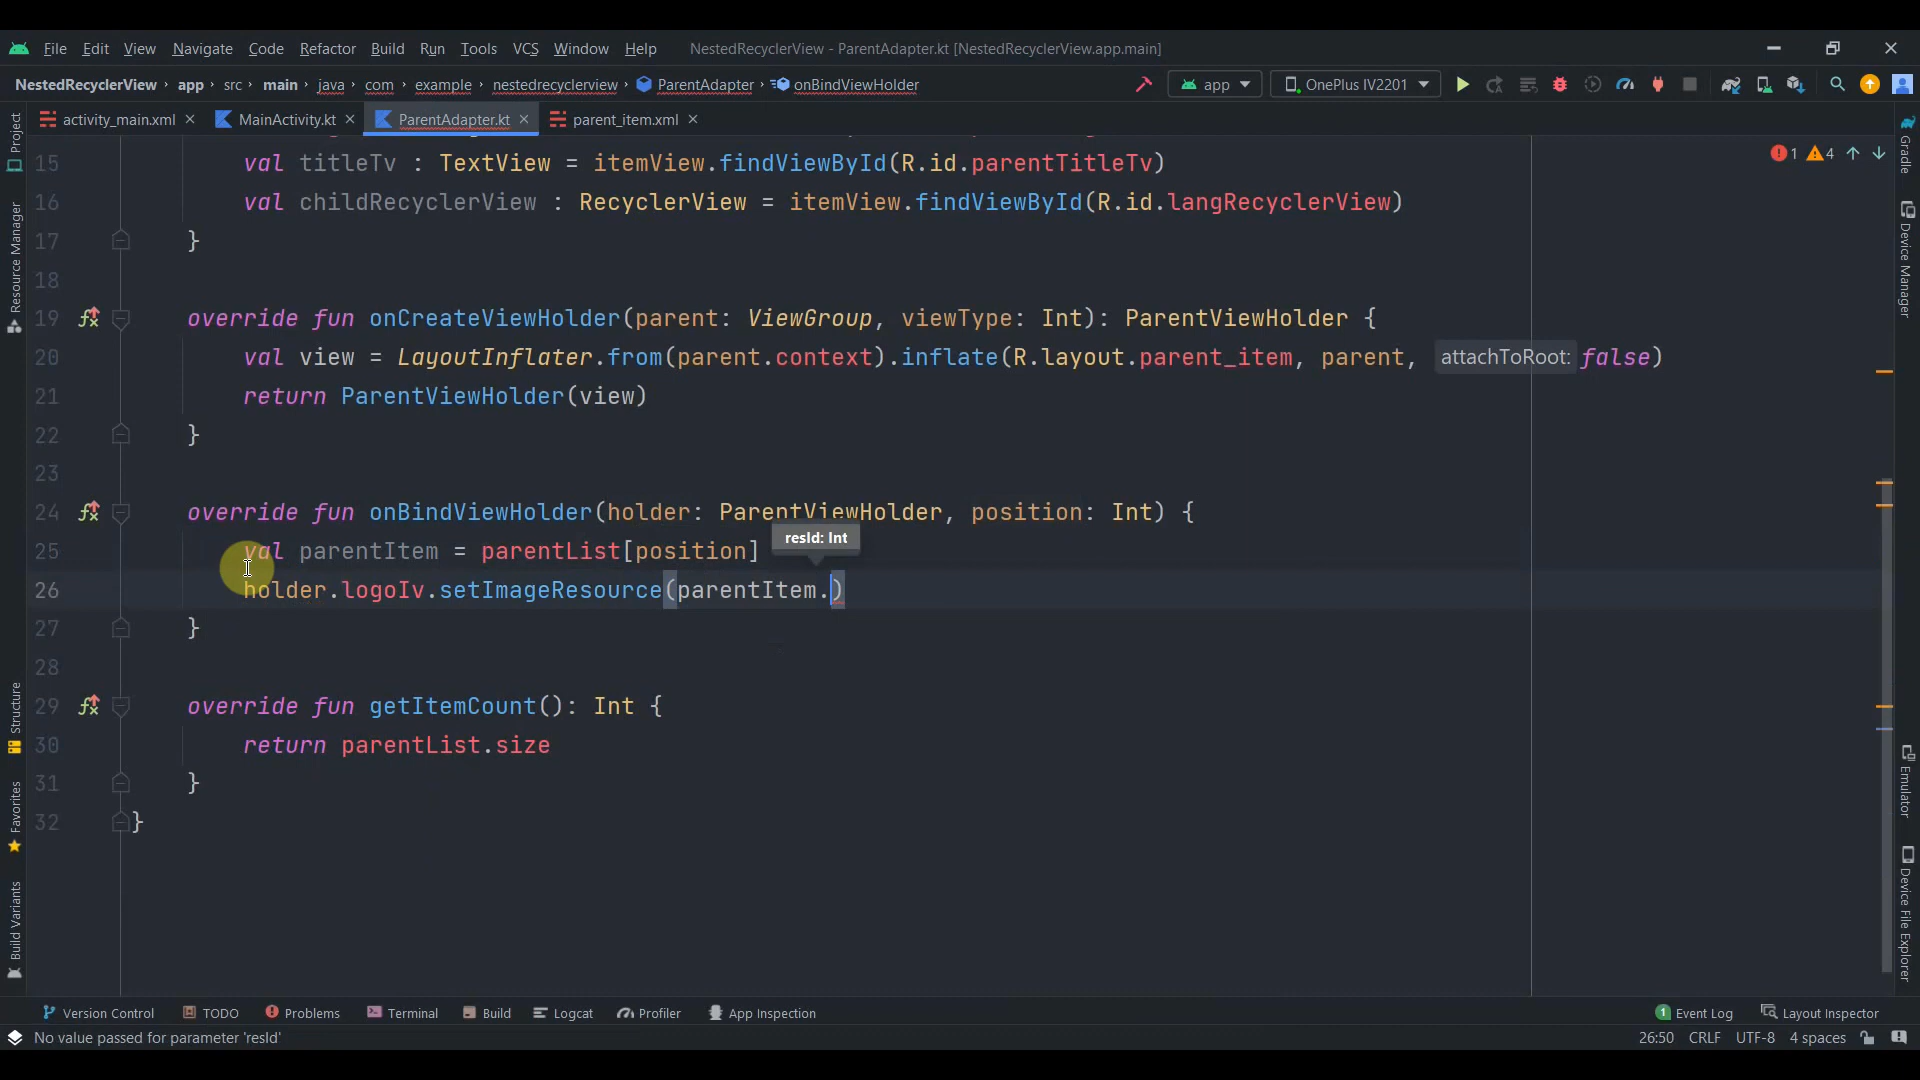 File Edit View Navigate Code Refactor Build Run Tools VCS Window Help NestedRecyclerView - ParentAdapter.kt [NestedRecyclerView.app.main]
NestedRecyclerView app src main java com example nestedrecyclerview ParentAdapter onBindViewHolder app OnePlus IV2201
activity_main.xml MainActivity.kt ParentAdapter.kt parent_item.xml
15 val titleTv : TextView = itemView.findViewById(R.id.parentTitleTv)
16 val childRecyclerView : RecyclerView = itemView.findViewById(R.id.langRecyclerView)
17 }
18
19 override fun onCreateViewHolder(parent: ViewGroup, viewType: Int): ParentViewHolder {
20 val view = LayoutInflater.from(parent.context).inflate(R.layout.parent_item, parent, attachToRoot: false)
21 return ParentViewHolder(view)
22 }
23
24 override fun onBindViewHolder(holder: ParentViewHolder, position: Int) {
resId: Int
25 val parentItem = parentList[position]
26 holder.logoIv.setImageResource(parentItem.)
27 }
28
29 override fun getItemCount(): Int {
30 return parentList.size
31 }
32 }
1 4
Project
Resource Manager
Structure
Favorites
Build Variants
Gradle
Device Manager
Emulator
Device File Explorer
Version Control TODO Problems Terminal Build Logcat Profiler App Inspection 1 Event Log Layout Inspector
No value passed for parameter 'resId' 26:50 CRLF UTF-8 4 spaces